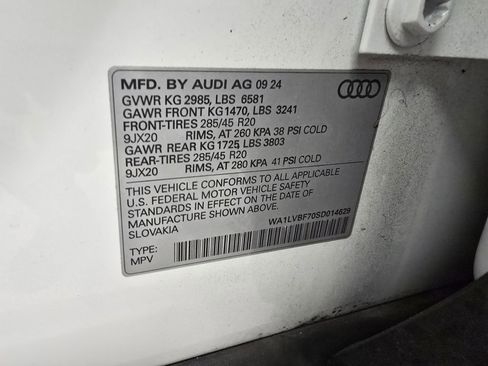 MFD. BY AUDI AG 09 24
GVWR KG 2985, LBS 6581
GAWR FRONT KG 1470, LBS 3241
FRONT-TIRES 285/45 R20
9JX20 RIMS, AT 260 KPA 38 PSI COLD
GAWR REAR KG 1725, LBS 3803
REAR-TIRES 285/45 R20
9JX20 RIMS, AT 280 KPA 41 PSI COLD
THIS VEHICLE CONFORMS TO ALL APPLICABLE
U.S. FEDERAL MOTOR VEHICLE SAFETY
STANDARDS IN EFFECT ON THE DATE OF
MANUFACTURE SHOWN ABOVE.
SLOVAKIA
WA1LVBF70SD014629
TYPE:
MPV